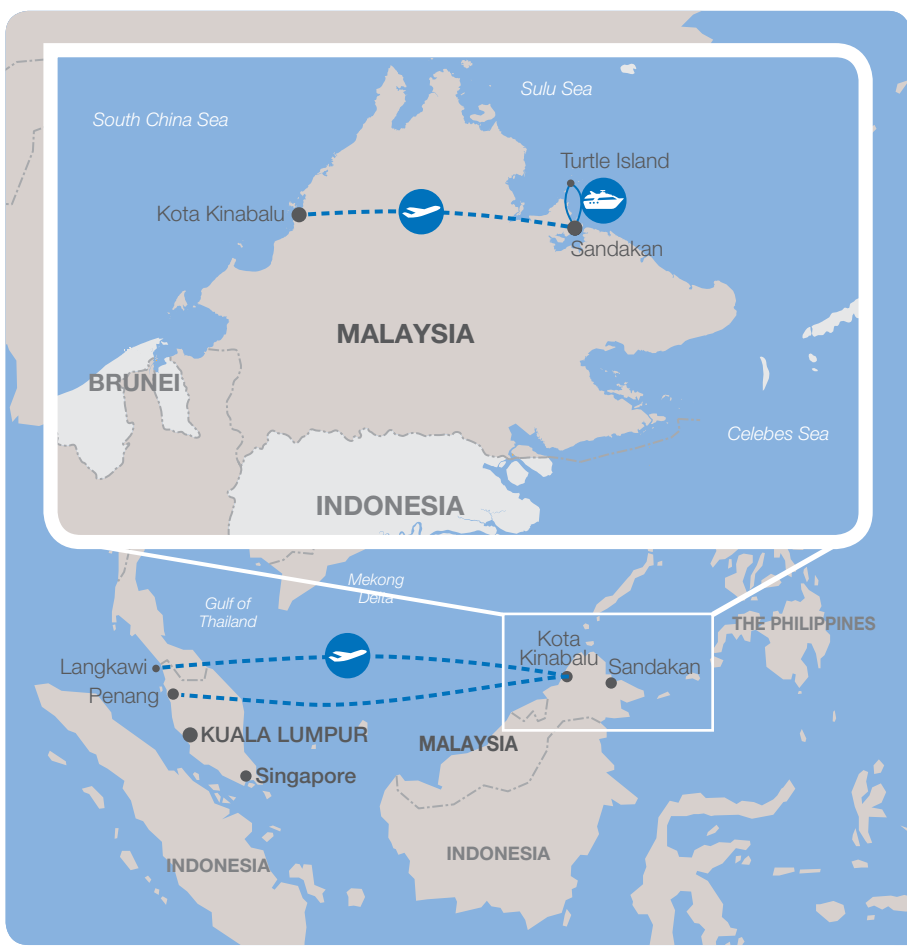 Sulu Sea
South China Sea
Turtle Island
Kota Kinabalu
Sandakan
MALAYSIA
BRUNEI
Celebes Sea
INDONESIA
Mekong
Delta
Gulf of
Thailand
THE PHILIPPINES
Kota
Kinabalu
Langkawi
Sandakan
Penang
KUALA LUMPUR
MALAYSIA
Singapore
INDONESIA
INDONESIA